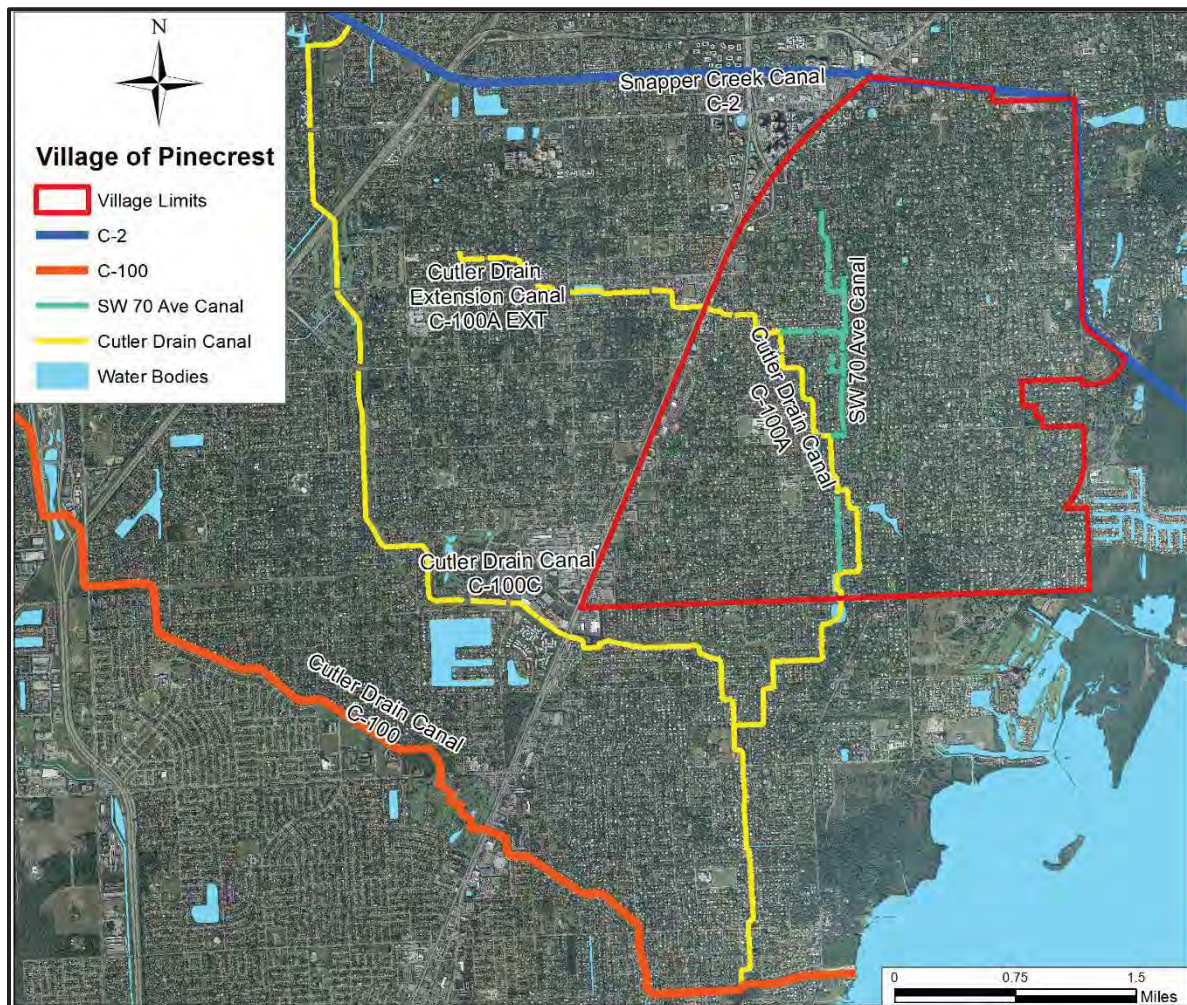 N
Village of Pinecrest
Village Limits
C-2
C-100
SW 70 Ave Canal
Cutler Drain Canal
Water Bodies
Snapper Creek Canal
C-2
Cutler Drain
Extension Canal
C-100A EXT
Cutler Drain Canal
C-100A
SW 70 Ave Canal
Cutler Drain Canal
C-100C
Cutler Drain Canal
C-100
0 0.75 1.5
Miles